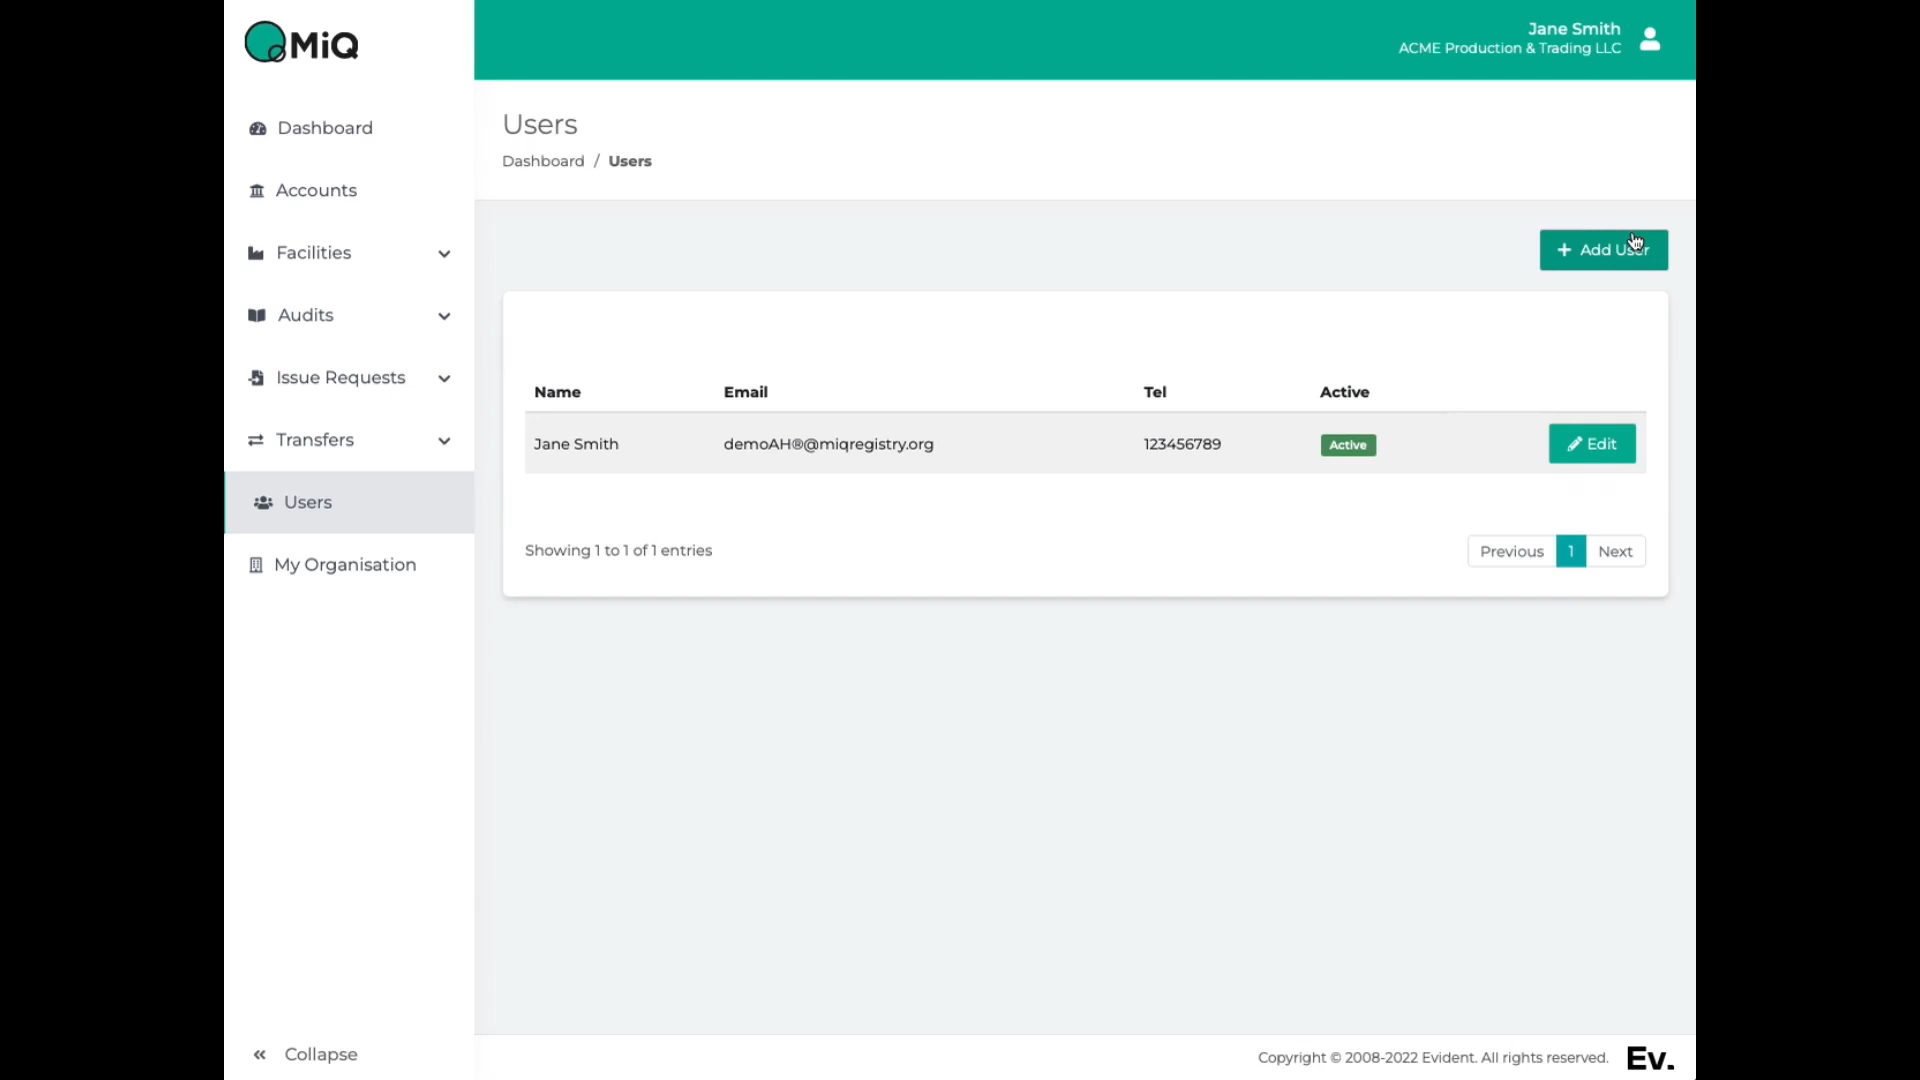 MiQ
Jane Smith
ACME Production & Trading LLC
Dashboard
Accounts
Facilities
Audits
Issue Requests
Transfers
Users
My Organisation
Collapse
Users
Dashboard / Users
+ Add User
Name Email Tel Active
Jane Smith demoAH®@miqregistry.org 123456789 Active Edit
Showing 1 to 1 of 1 entries
Previous 1 Next
Copyright © 2008-2022 Evident. All rights reserved. Ev.